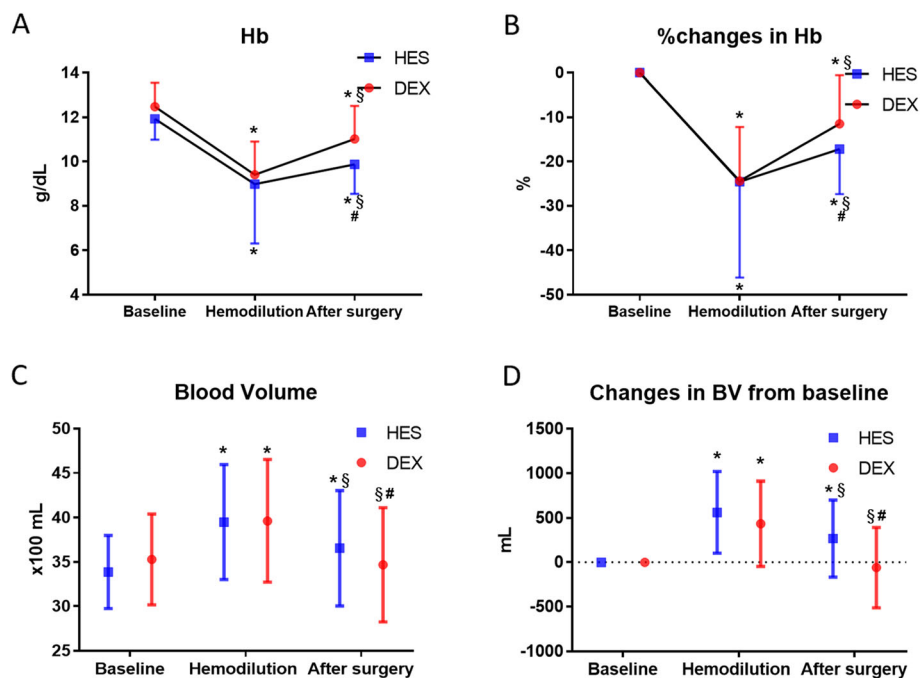 A
Hb
HES
DEX
14
12
10
8
6
4
g/dL
* §
*
* §
#
*
Baseline
Hemodilution
After surgery
B
%changes in Hb
HES
DEX
0
-10
-20
-30
-40
-50
%
* §
*
* §
#
*
Baseline
Hemodilution
After surgery
C
Blood Volume
HES
DEX
50
45
40
35
30
25
x100 mL
*
*
* §
§ #
Baseline
Hemodilution
After surgery
D
Changes in BV from baseline
HES
DEX
1500
1000
500
0
-500
-1000
mL
*
*
* §
§ #
Baseline
Hemodilution
After surgery